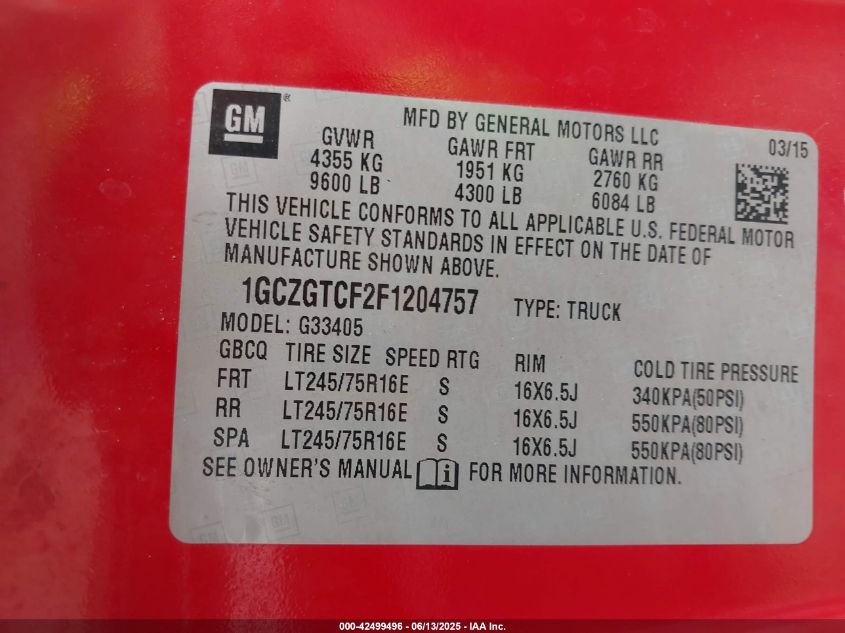 GM®
MFD BY GENERAL MOTORS LLC
03/15
GVWR GAWR FRT GAWR RR
4355 KG 1951 KG 2760 KG
9600 LB 4300 LB 6084 LB
THIS VEHICLE CONFORMS TO ALL APPLICABLE U.S. FEDERAL MOTOR
VEHICLE SAFETY STANDARDS IN EFFECT ON THE DATE OF
MANUFACTURE SHOWN ABOVE.
1GCZGTCF2F1204757 TYPE: TRUCK
MODEL: G33405
GBCQ TIRE SIZE SPEED RTG RIM COLD TIRE PRESSURE
FRT LT245/75R16E S 16X6.5J 340KPA(50PSI)
RR LT245/75R16E S 16X6.5J 550KPA(80PSI)
SPA LT245/75R16E S 16X6.5J 550KPA(80PSI)
SEE OWNER'S MANUAL i FOR MORE INFORMATION.
GM
000-42499496 - 06/13/2025 - IAA Inc.